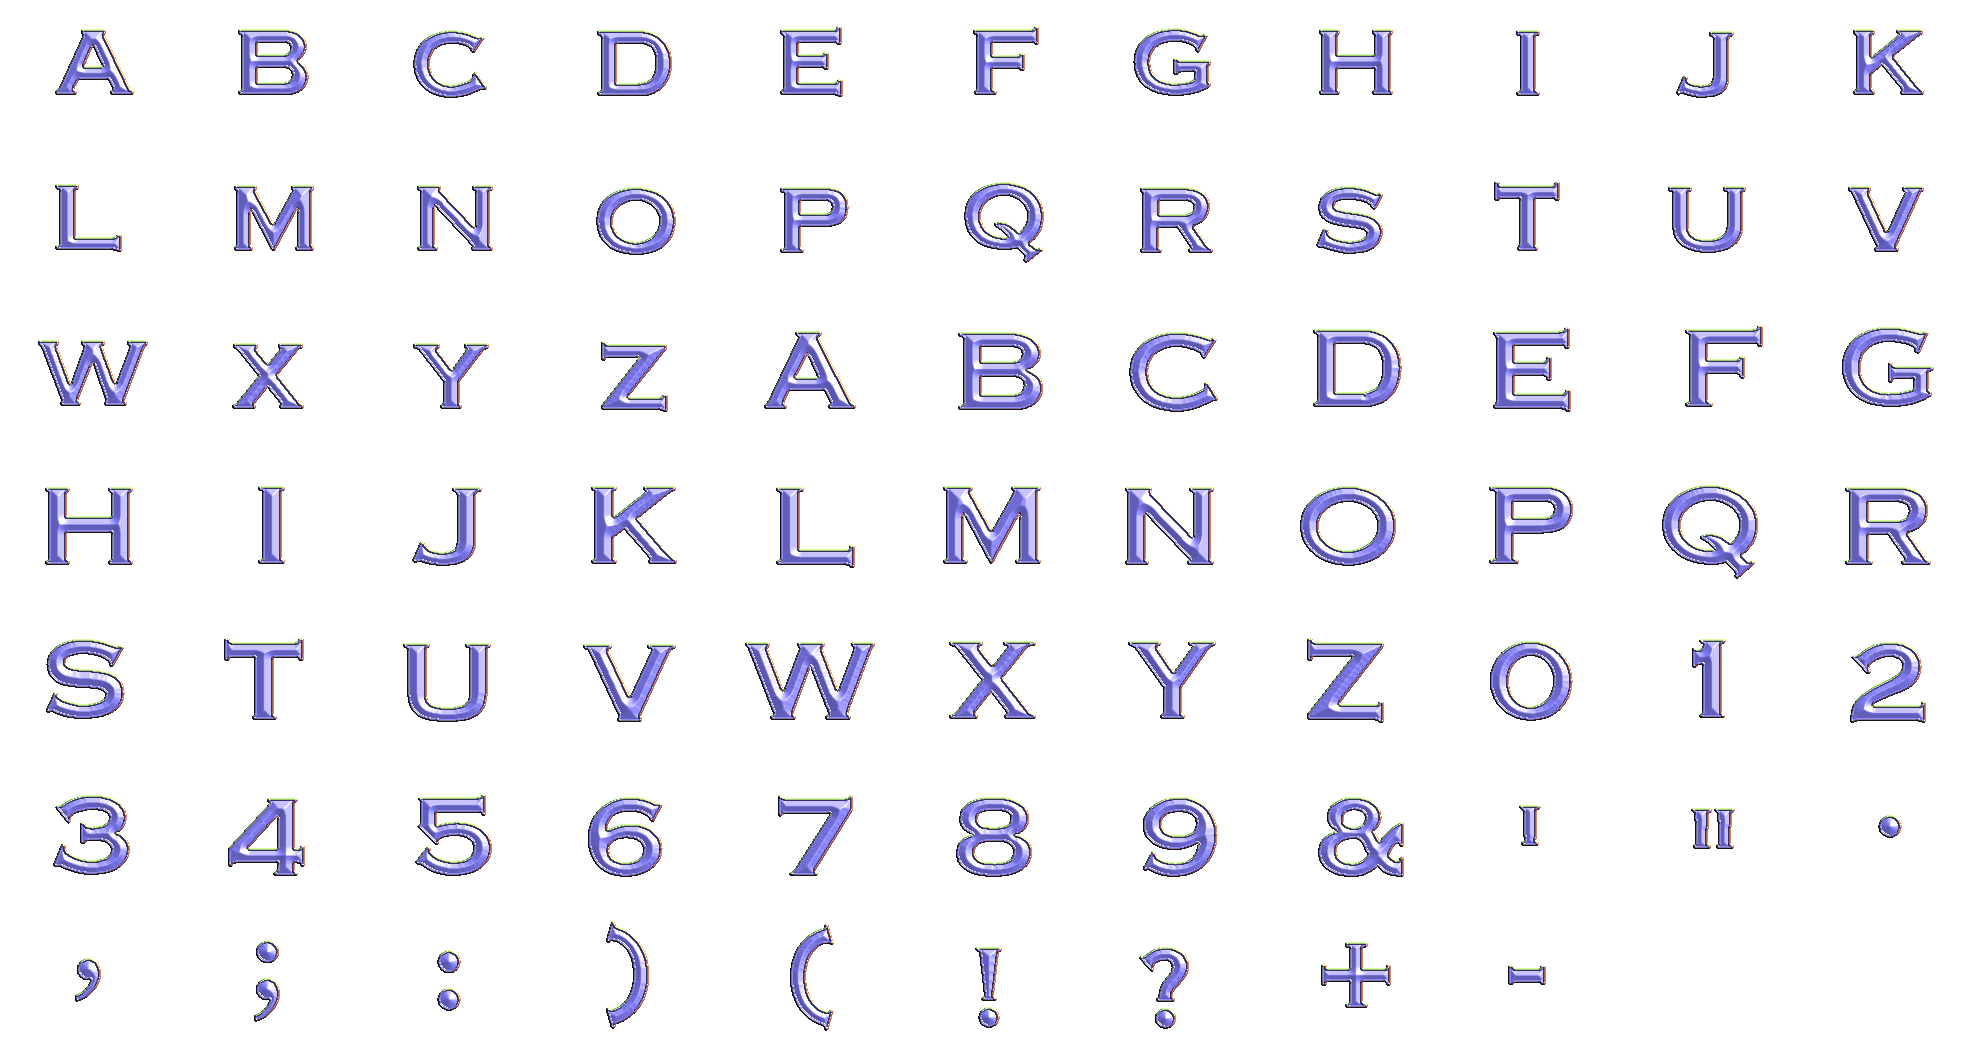 A B C D E F G H I J K
L M N O P Q R S T U V
W X Y Z A B C D E F G
H I J K L M N O P Q R
S T U V W X Y Z 0 1 2
3 4 5 6 7 8 9 & ' " .
, ; : ) ( ! ? + -